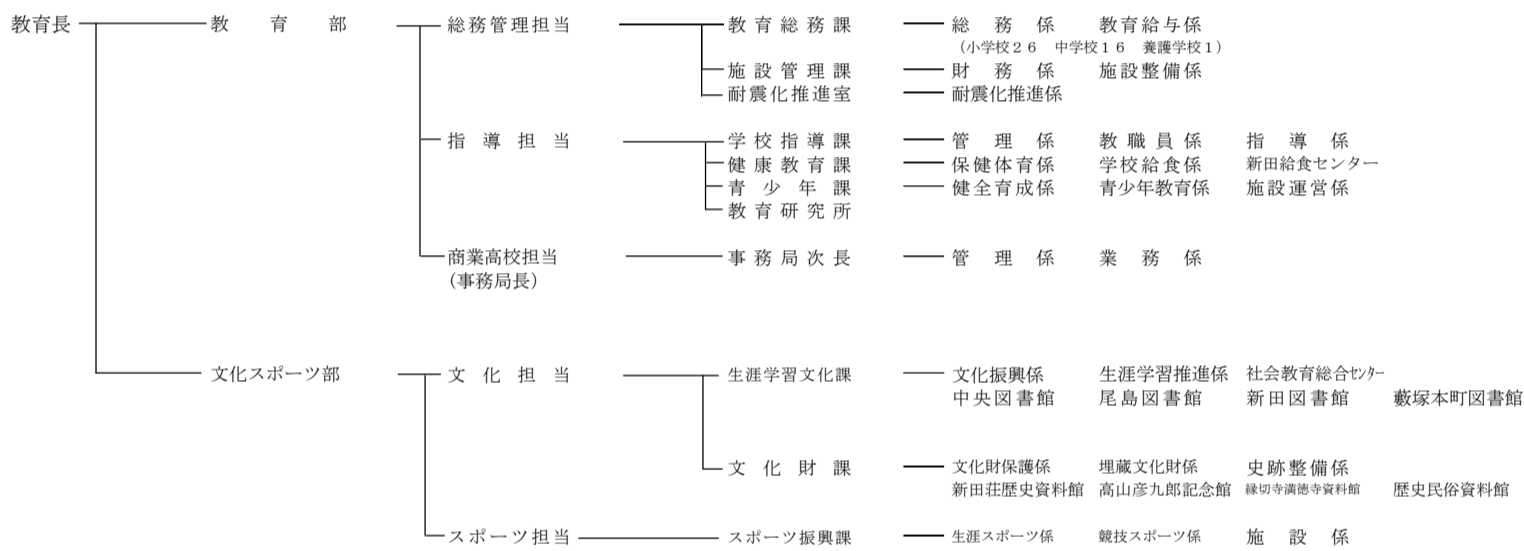 教育長 教育部 総務管理担当 教育総務課 総務係 教育給与係
（小学校２６ 中学校１６ 養護学校１）
施設管理課 財務係 施設整備係
耐震化推進室 耐震化推進係
指導担当 学校指導課 管理係 教職員係 指導係
健康教育課 保健体育係 学校給食係 新田給食センター
青少年課 健全育成係 青少年教育係 施設運営係
教育研究所
商業高校担当 事務局次長 管理係 業務係
（事務局長）
文化スポーツ部 文化担当 生涯学習文化課 文化振興係 生涯学習推進係 社会教育総合ｾﾝﾀｰ
中央図書館 尾島図書館 新田図書館 藪塚本町図書館
文化財課 文化財保護係 埋蔵文化財係 史跡整備係
新田荘歴史資料館 高山彦九郎記念館 縁切寺満徳寺資料館 歴史民俗資料館
スポーツ担当 スポーツ振興課 生涯スポーツ係 競技スポーツ係 施設係